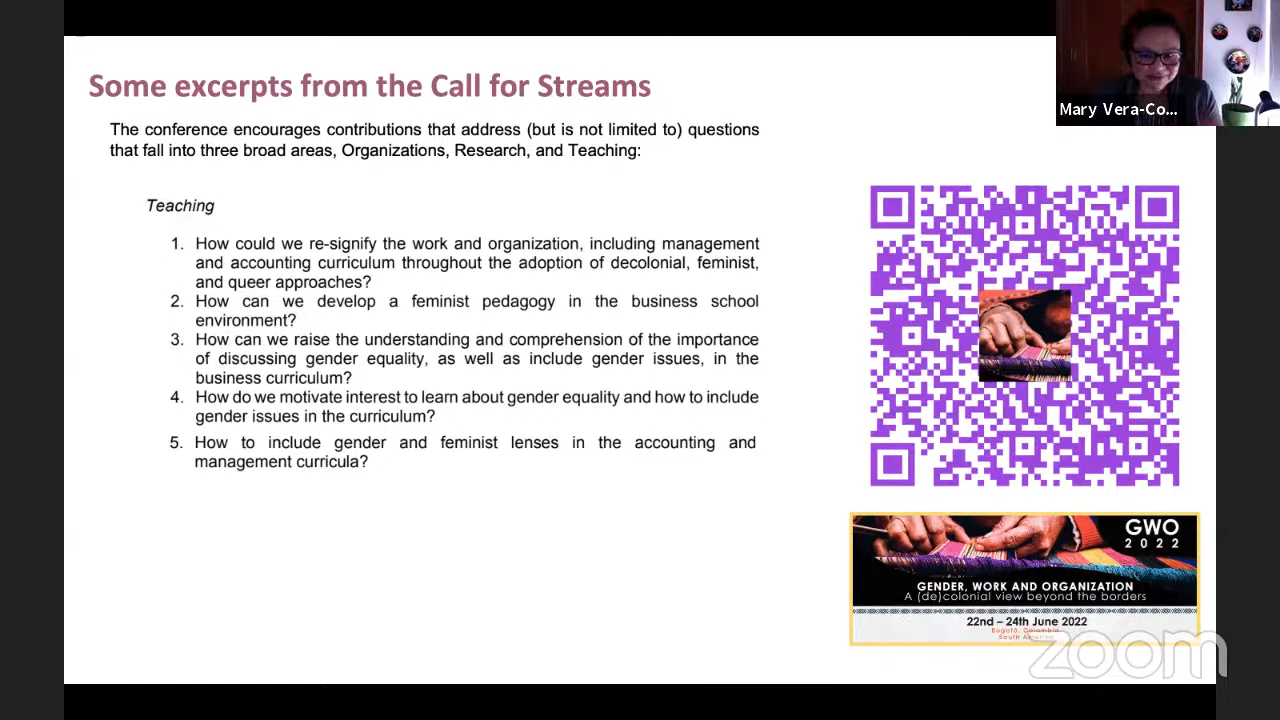 Some excerpts from the Call for Streams
Mary Vera-Co...
The conference encourages contributions that address (but is not limited to) questions
that fall into three broad areas, Organizations, Research, and Teaching:
Teaching
1. How could we re-signify the work and organization, including management
and accounting curriculum throughout the adoption of decolonial, feminist,
and queer approaches?
2. How can we develop a feminist pedagogy in the business school
environment?
3. How can we raise the understanding and comprehension of the importance
of discussing gender equality, as well as include gender issues, in the
business curriculum?
4. How do we motivate interest to learn about gender equality and how to include
gender issues in the curriculum?
5. How to include gender and feminist lenses in the accounting and
management curricula?
GWO
2022
GENDER, WORK AND ORGANIZATION
A (de)colonial view beyond the borders
22nd – 24th June 2022
Bogotá, Colombia
South America
zoom